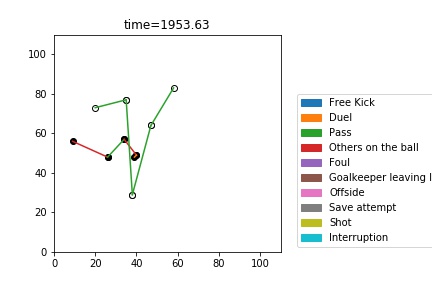 time=1953.63
100
80
60
40
20
0
0 20 40 60 80 100
Free Kick
Duel
Pass
Others on the ball
Foul
Goalkeeper leaving l
Offside
Save attempt
Shot
Interruption